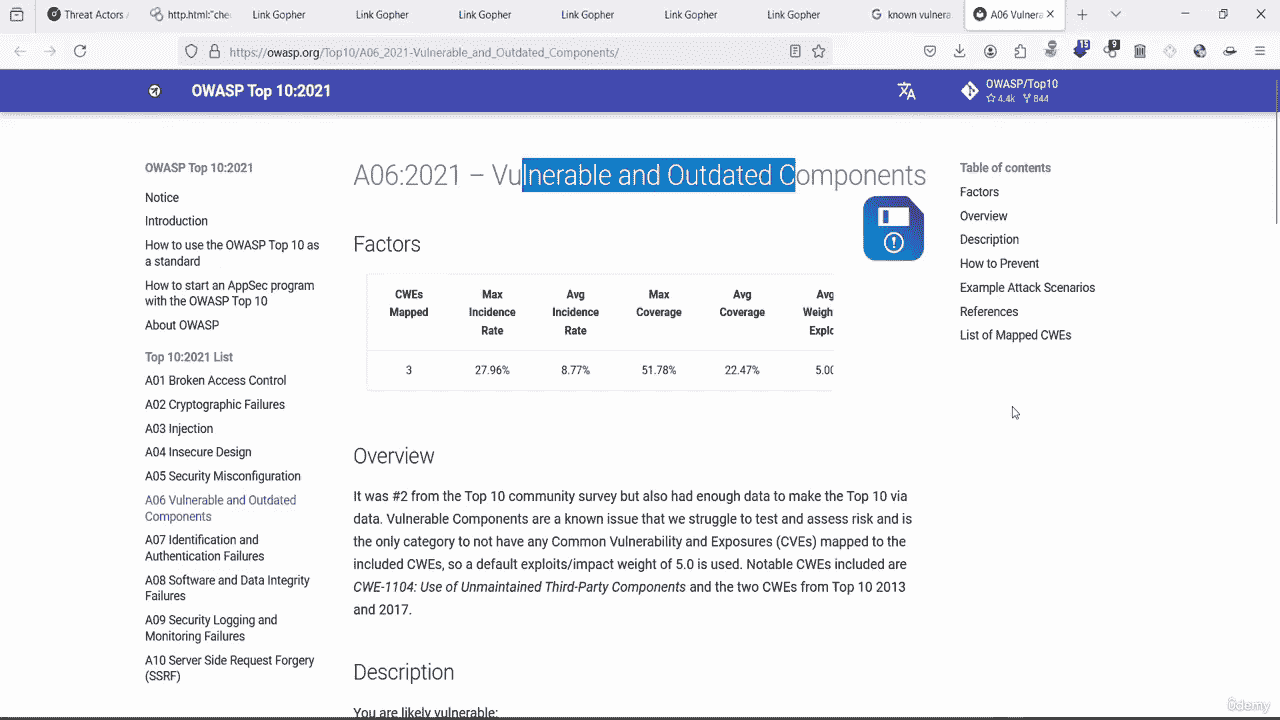 Threat Actors /
http.html:"che
Link Gopher
Link Gopher
Link Gopher
Link Gopher
Link Gopher
Link Gopher
known vulnera
A06 Vulnera
https://owasp.org/Top10/A06_2021-Vulnerable_and_Outdated_Components/
15
9
OWASP Top 10:2021
OWASP/Top10
4.4k 844
OWASP Top 10:2021
Notice
Introduction
How to use the OWASP Top 10 as
a standard
How to start an AppSec program
with the OWASP Top 10
About OWASP
Top 10:2021 List
A01 Broken Access Control
A02 Cryptographic Failures
A03 Injection
A04 Insecure Design
A05 Security Misconfiguration
A06 Vulnerable and Outdated
Components
A07 Identification and
Authentication Failures
A08 Software and Data Integrity
Failures
A09 Security Logging and
Monitoring Failures
A10 Server Side Request Forgery
(SSRF)
A06:2021 – Vulnerable and Outdated Components
Factors
CWEs Mapped
Max Incidence Rate
Avg Incidence Rate
Max Coverage
Avg Coverage
Avg Weight Explo
3 27.96% 8.77% 51.78% 22.47% 5.00
Overview
It was #2 from the Top 10 community survey but also had enough data to make the Top 10 via
data. Vulnerable Components are a known issue that we struggle to test and assess risk and is
the only category to not have any Common Vulnerability and Exposures (CVEs) mapped to the
included CWEs, so a default exploits/impact weight of 5.0 is used. Notable CWEs included are
CWE-1104: Use of Unmaintained Third-Party Components and the two CWEs from Top 10 2013
and 2017.
Description
You are likely vulnerable:
Table of contents
Factors
Overview
Description
How to Prevent
Example Attack Scenarios
References
List of Mapped CWEs
udemy